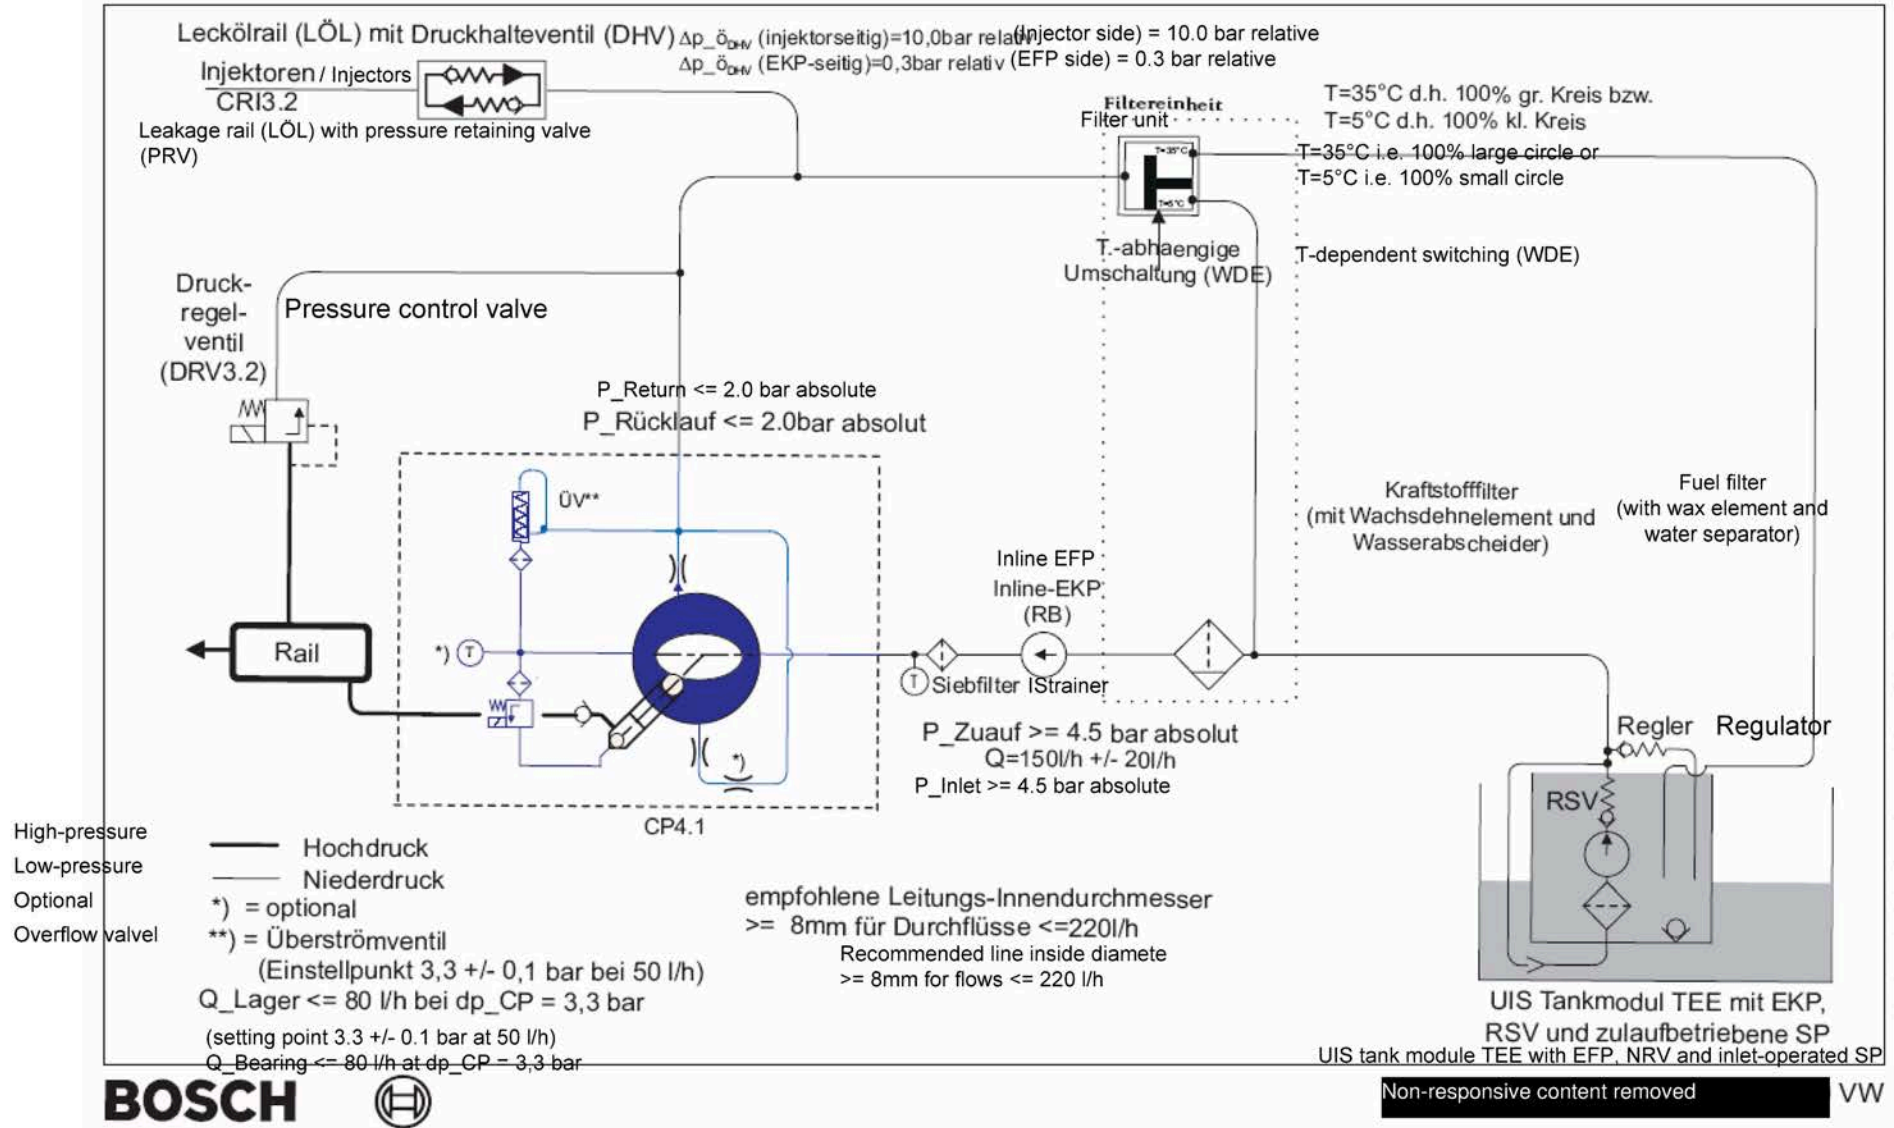 Leckölrail (LÖL) mit Druckhalteventil (DHV)
Δp_ö_DHV (injektorseitig)=10,0bar relativ
(Injector side) = 10.0 bar relative
Δp_ö_DHV (EKP-seitig)=0,3bar relativ
(EFP side) = 0.3 bar relative
Injektoren / Injectors
CRI3.2
Leakage rail (LÖL) with pressure retaining valve
(PRV)
Filtereinheit
Filter unit
T=35°C d.h. 100% gr. Kreis bzw.
T=5°C d.h. 100% kl. Kreis
T=35°C i.e. 100% large circle or
T=5°C i.e. 100% small circle
T=35°C
T=5°C
T.-abhaengige
Umschaltung (WDE)
T-dependent switching (WDE)
Druck-
regel-
ventil
(DRV3.2)
Pressure control valve
P_Return <= 2.0 bar absolute
P_Rücklauf <= 2.0bar absolut
ÜV**
*) T
*)
CP4.1
Rail
Inline EFP
Inline-EKP
(RB)
T
Siebfilter lStrainer
Kraftstofffilter
(mit Wachsdehnelement und
Wasserabscheider)
Fuel filter
(with wax element and
water separator)
P_Zuauf >= 4.5 bar absolut
Q=150l/h +/- 20l/h
P_Inlet >= 4.5 bar absolute
Regler
Regulator
RSV
High-pressure
Low-pressure
Optional
Overflow valvel
Hochdruck
Niederdruck
*) = optional
**) = Überströmventil
(Einstellpunkt 3,3 +/- 0,1 bar bei 50 l/h)
Q_Lager <= 80 l/h bei dp_CP = 3,3 bar
(setting point 3.3 +/- 0.1 bar at 50 l/h)
Q_Bearing <= 80 l/h at dp_CP = 3,3 bar
empfohlene Leitungs-Innendurchmesser
>= 8mm für Durchflüsse <=220l/h
Recommended line inside diamete
>= 8mm for flows <= 220 l/h
UIS Tankmodul TEE mit EKP,
RSV und zulaufbetriebene SP
UIS tank module TEE with EFP, NRV and inlet-operated SP
BOSCH
Non-responsive content removed
VW